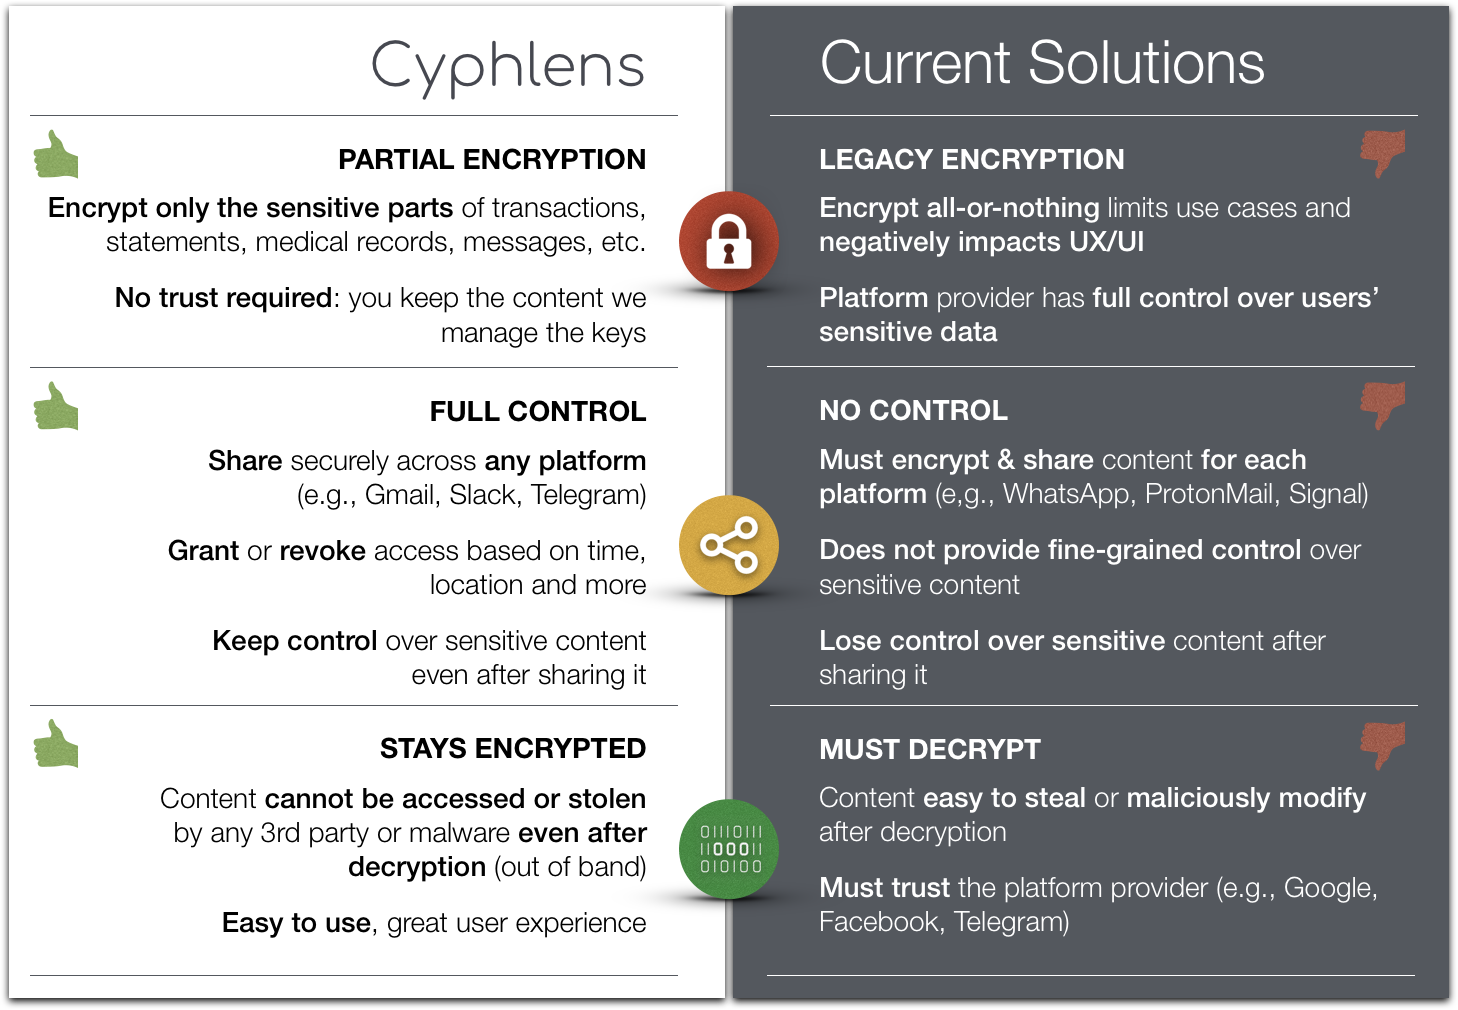 Cyphlens
PARTIAL ENCRYPTION
Encrypt only the sensitive parts of transactions,
statements, medical records, messages, etc.
No trust required: you keep the content we
manage the keys
FULL CONTROL
Share securely across any platform
(e.g., Gmail, Slack, Telegram)
Grant or revoke access based on time,
location and more
Keep control over sensitive content
even after sharing it
STAYS ENCRYPTED
Content cannot be accessed or stolen
by any 3rd party or malware even after
decryption (out of band)
Easy to use, great user experience
01110111
1100011
010100
Current Solutions
LEGACY ENCRYPTION
Encrypt all-or-nothing limits use cases and
negatively impacts UX/UI
Platform provider has full control over users’
sensitive data
NO CONTROL
Must encrypt & share content for each
platform (e,g., WhatsApp, ProtonMail, Signal)
Does not provide fine-grained control over
sensitive content
Lose control over sensitive content after
sharing it
MUST DECRYPT
Content easy to steal or maliciously modify
after decryption
Must trust the platform provider (e.g., Google,
Facebook, Telegram)